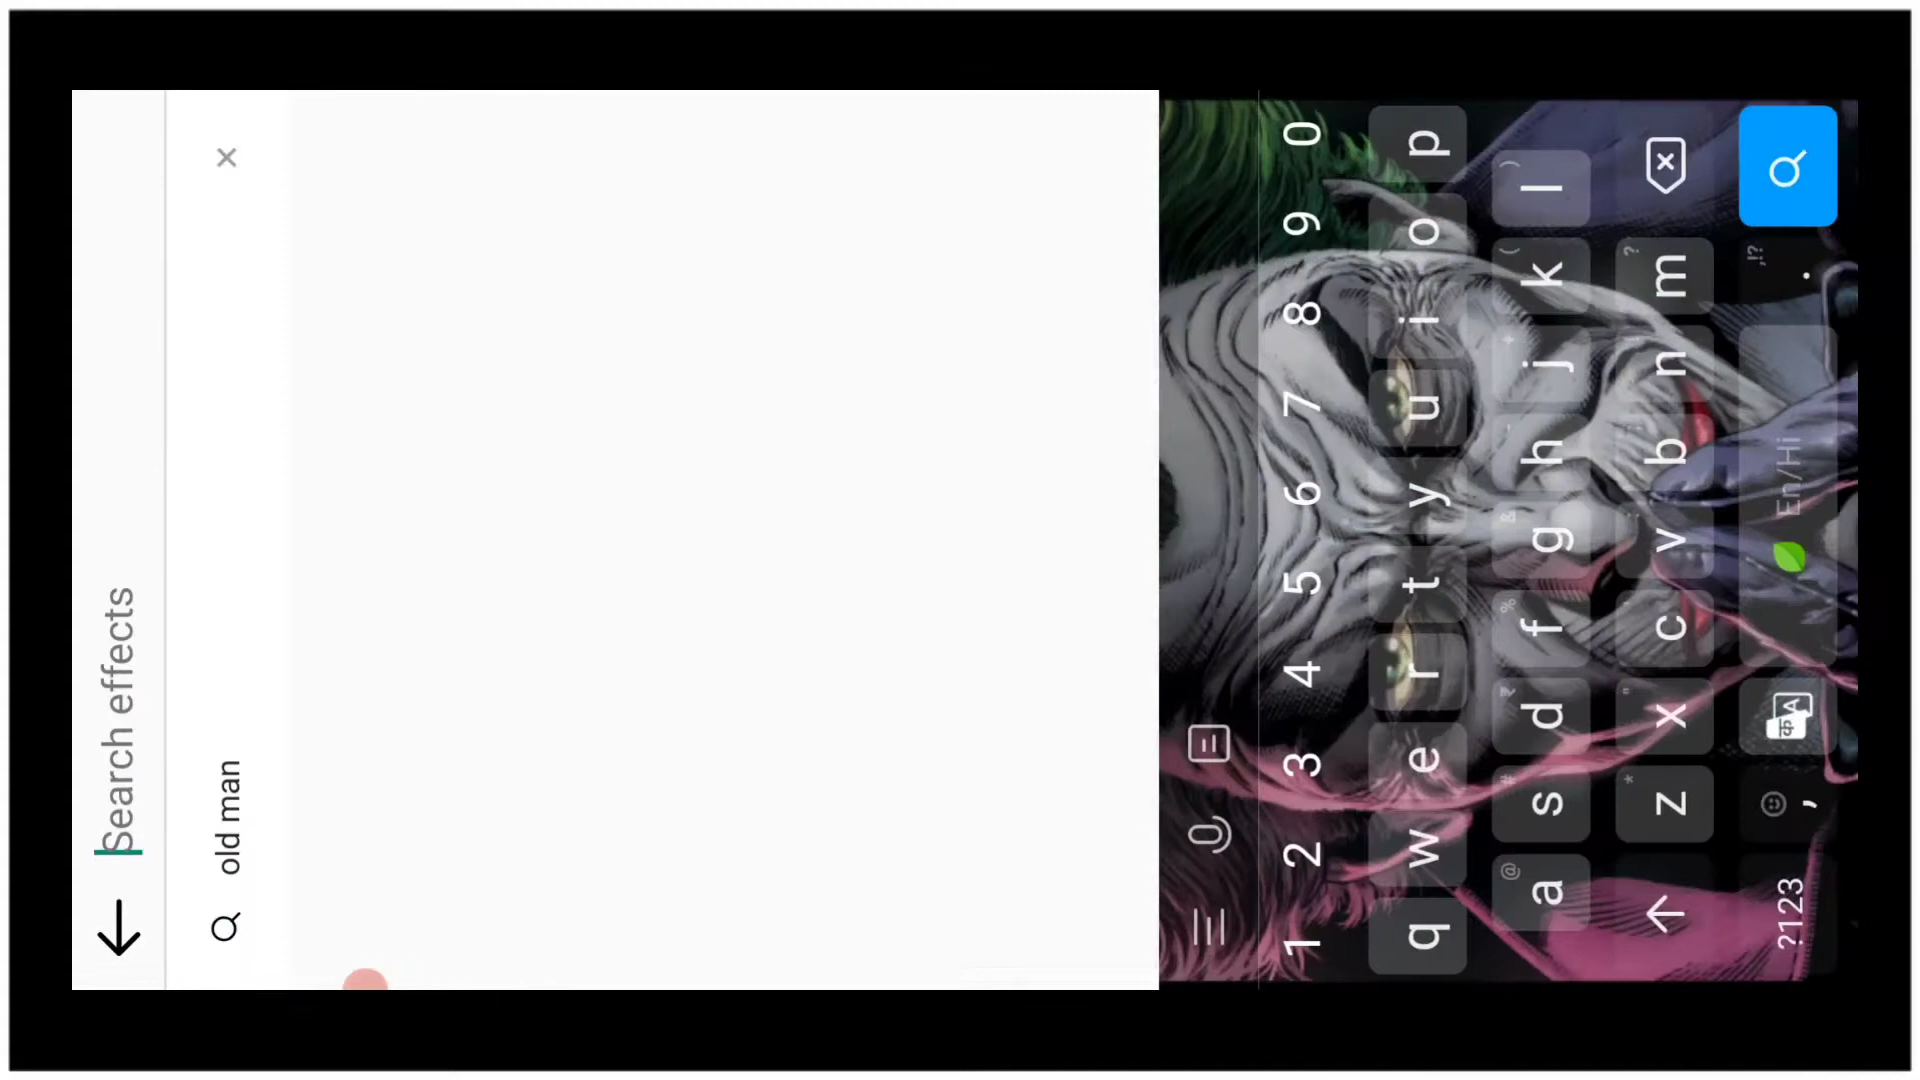 Search effects
old man
1 2 3 4 5 6 7 8 9 0
q w e r t y u i o p
@ # ₹ % & - + ( )
a s d f g h j k l
* " ' : ; ! ?
z x c v b n m
?123 , अ A En/Hi ,!? .